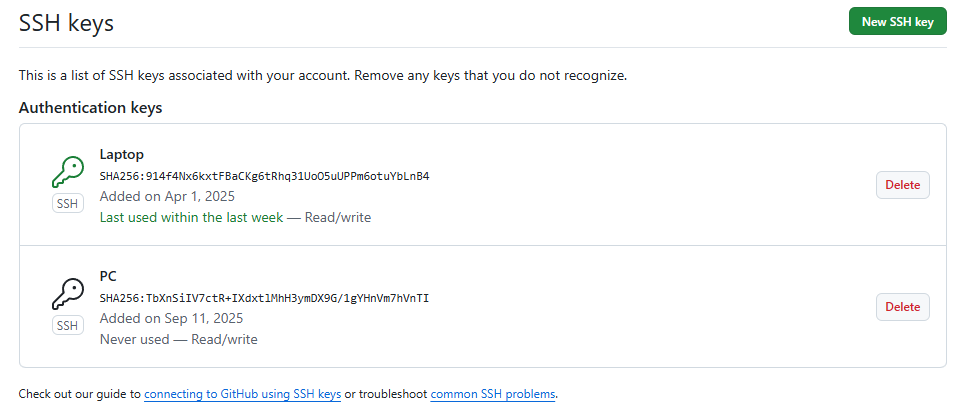 SSH keys
New SSH key
This is a list of SSH keys associated with your account. Remove any keys that you do not recognize.
Authentication keys
Laptop
SHA256:914f4Nx6kxtFBaCKg6tRhq31UoO5uUPPm6otuYbLnB4
Added on Apr 1, 2025
Last used within the last week — Read/write
SSH
Delete
PC
SHA256:TbXnSiIV7ctR+IXdxtlMhH3ymDX9G/1gYHnVm7hVnTI
Added on Sep 11, 2025
Never used — Read/write
SSH
Delete
Check out our guide to connecting to GitHub using SSH keys or troubleshoot common SSH problems.